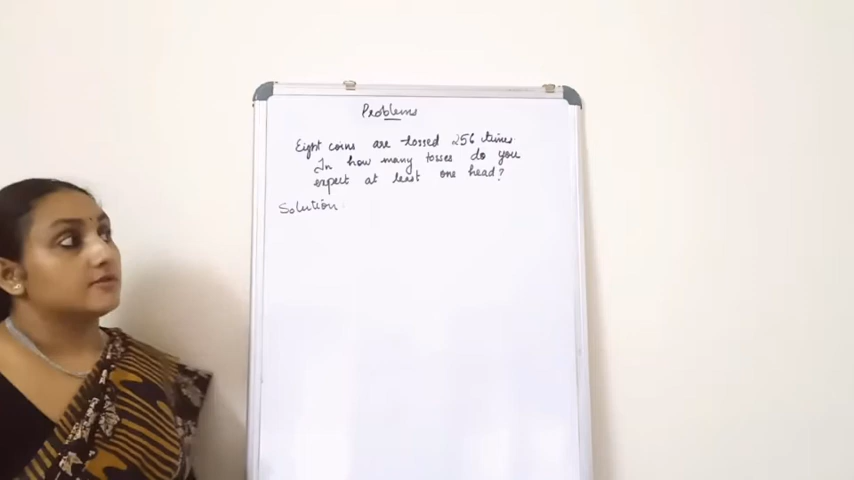 Problems
Eight coins are tossed 256 times.
In how many tosses do you
expect at least one head?
Solution: